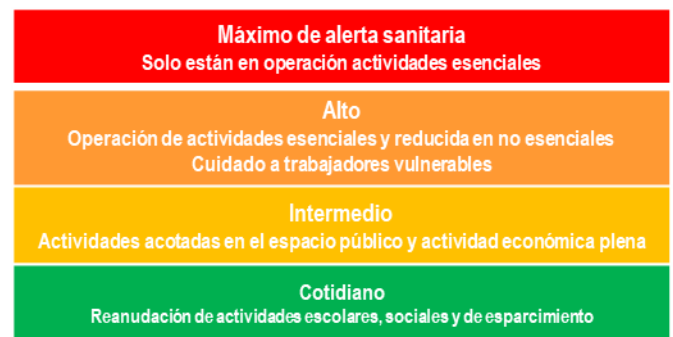 Máximo de alerta sanitaria
Solo están en operación actividades esenciales
Alto
Operación de actividades esenciales y reducida en no esenciales
Cuidado a trabajadores vulnerables
Intermedio
Actividades acotadas en el espacio público y actividad económica plena
Cotidiano
Reanudación de actividades escolares, sociales y de esparcimiento